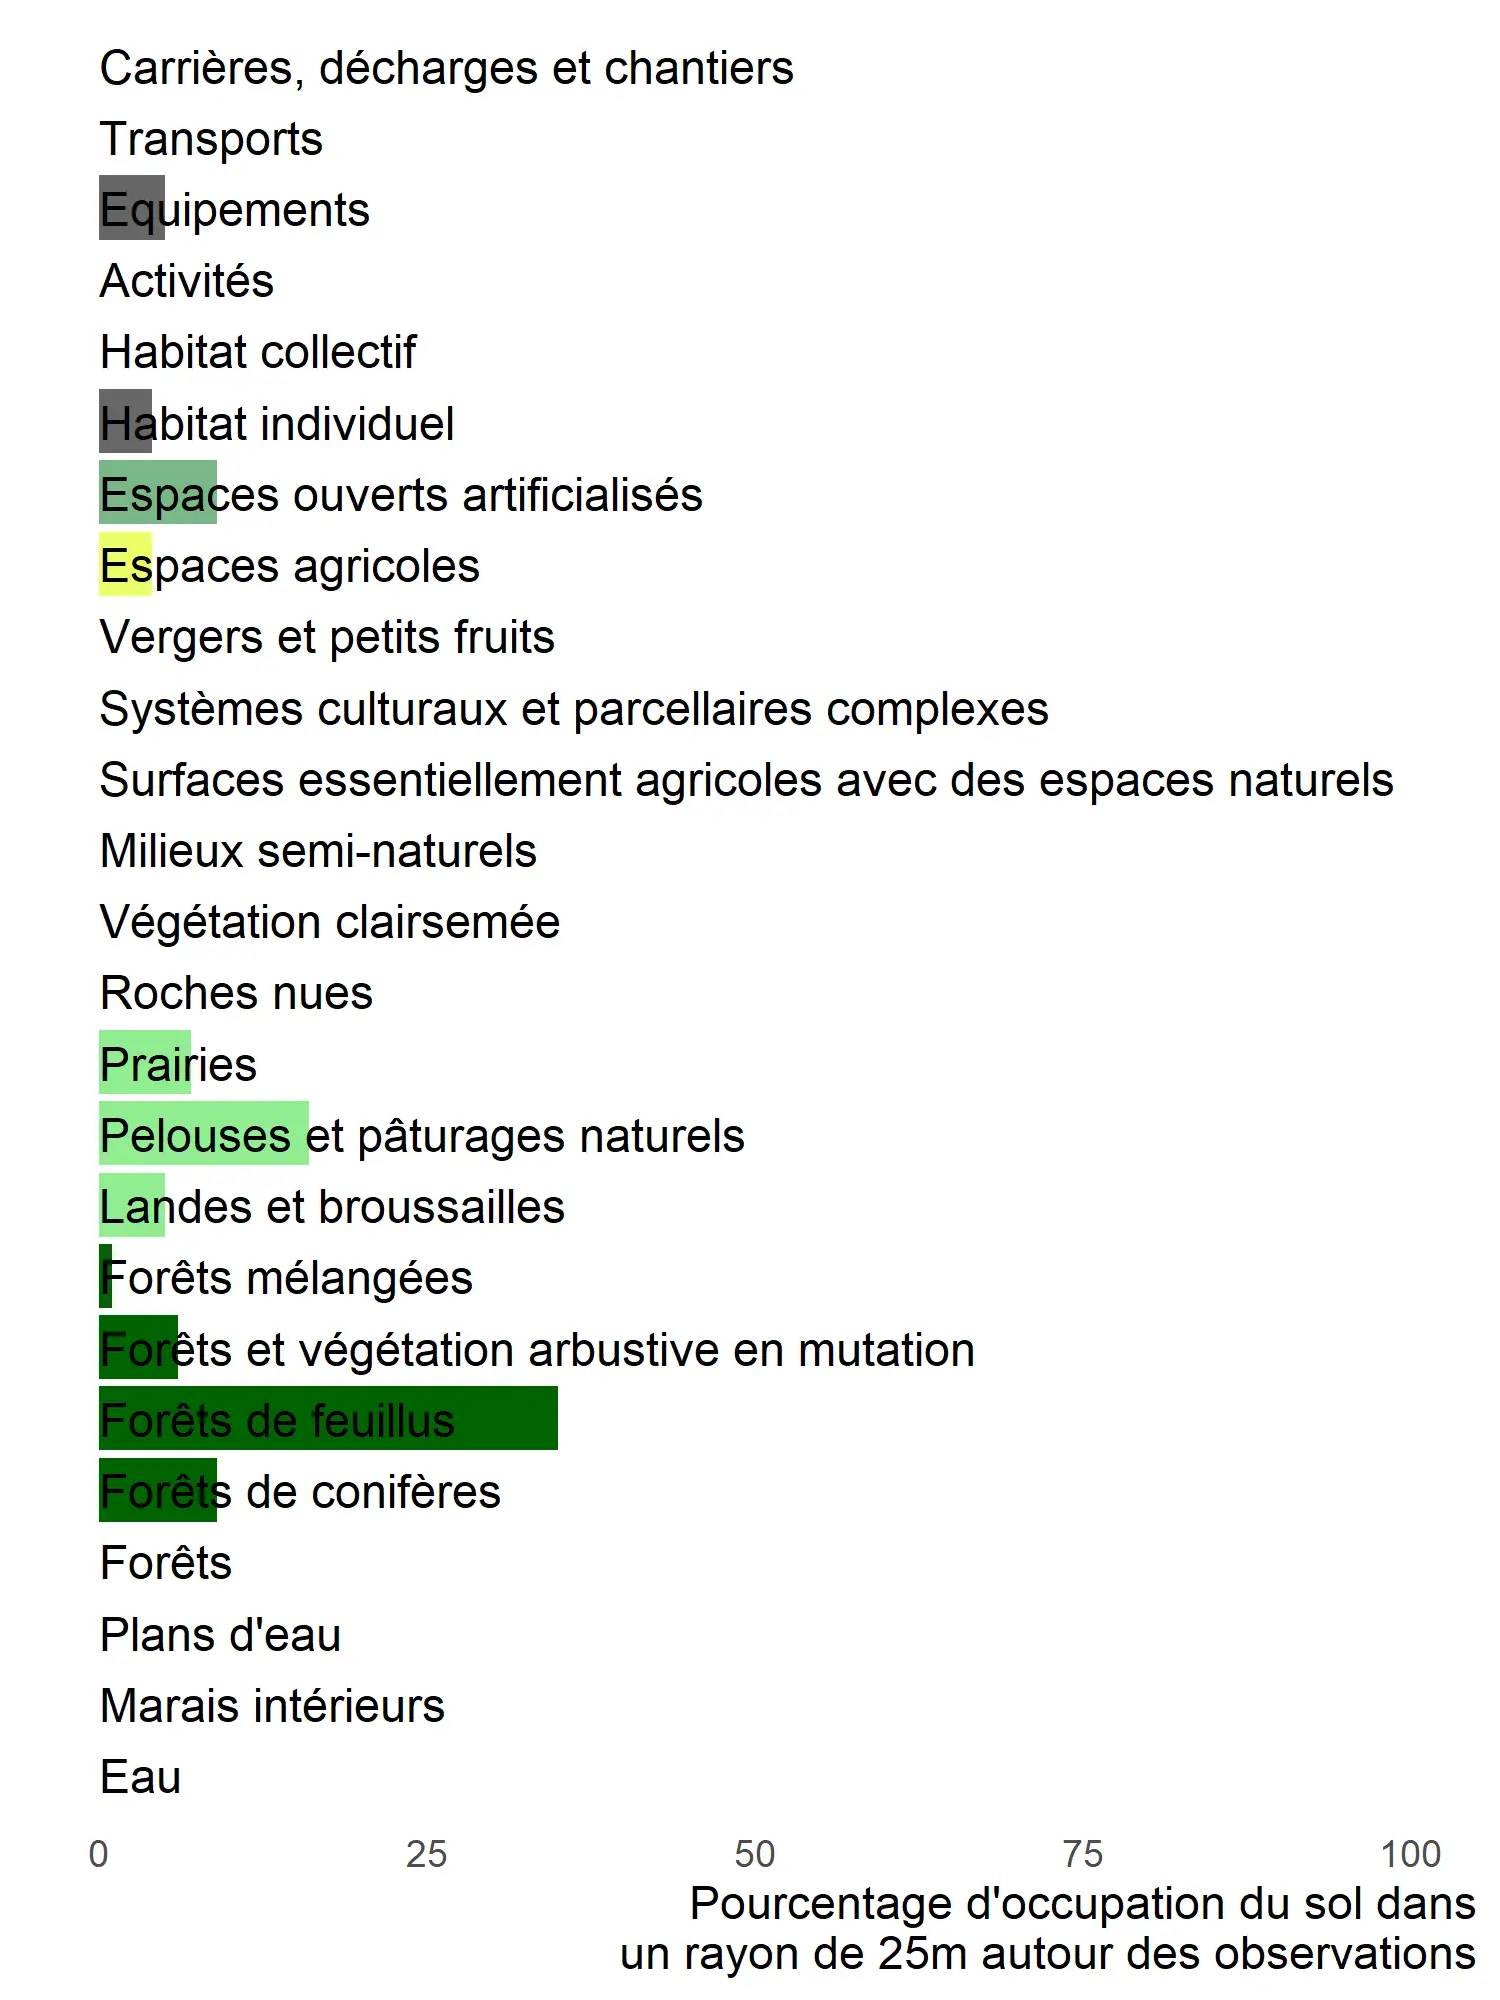 Carrières, décharges et chantiers
Transports
Equipements
Activités
Habitat collectif
Habitat individuel
Espaces ouverts artificialisés
Espaces agricoles
Vergers et petits fruits
Systèmes culturaux et parcellaires complexes
Surfaces essentiellement agricoles avec des espaces naturels
Milieux semi-naturels
Végétation clairsemée
Roches nues
Prairies
Pelouses et pâturages naturels
Landes et broussailles
Forêts mélangées
Forêts et végétation arbustive en mutation
Forêts de feuillus
Forêts de conifères
Forêts
Plans d'eau
Marais intérieurs
Eau
0 25 50 75 100
Pourcentage d'occupation du sol dans
un rayon de 25m autour des observations